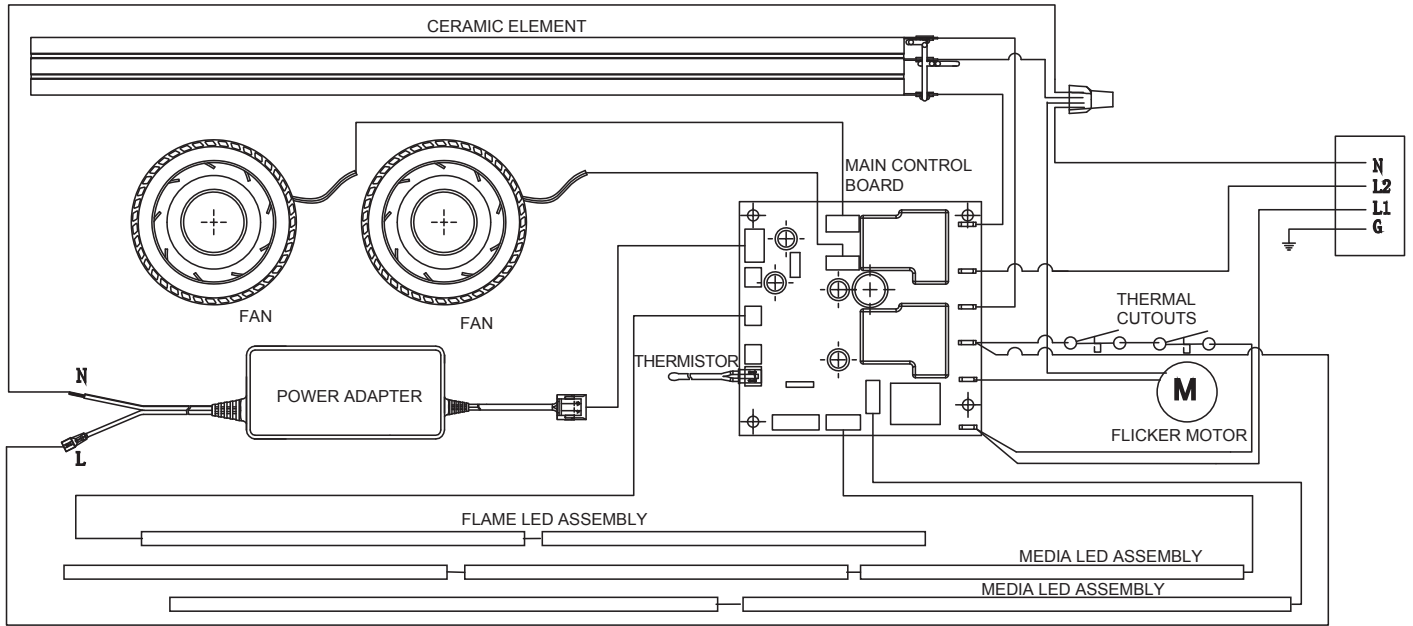 CERAMIC ELEMENT
MAIN CONTROL
BOARD
N
L2
L1
G
FAN
FAN
THERMAL
CUTOUTS
THERMISTOR
N
POWER ADAPTER
L
M
FLICKER MOTOR
FLAME LED ASSEMBLY
MEDIA LED ASSEMBLY
MEDIA LED ASSEMBLY